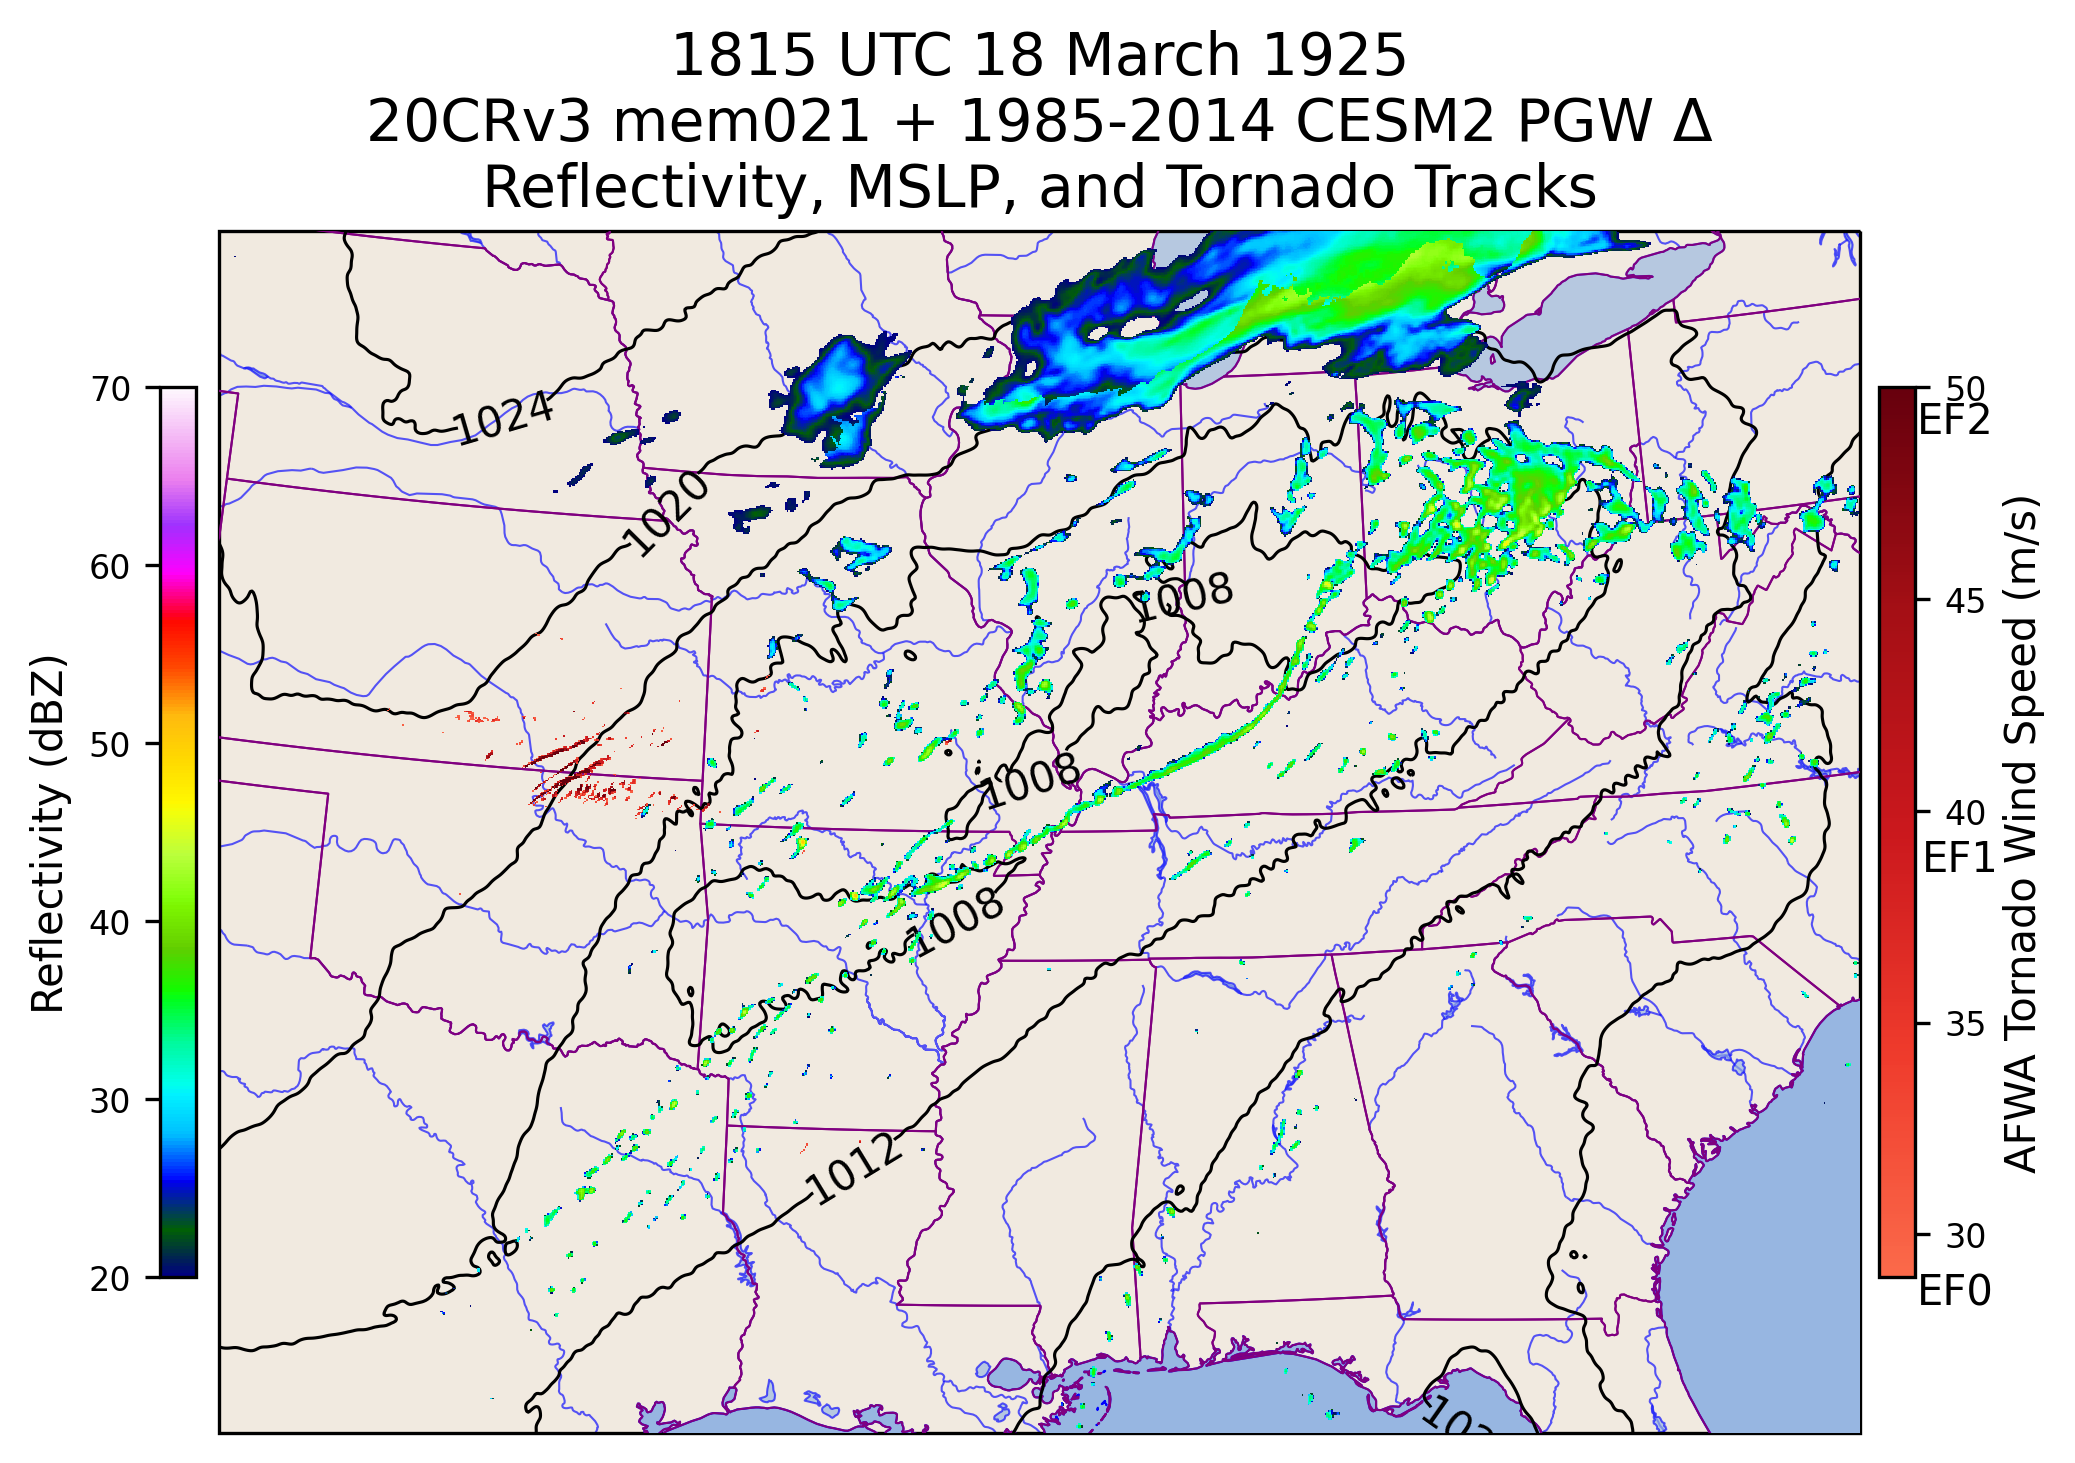 1815 UTC 18 March 1925
20CRv3 mem021 + 1985-2014 CESM2 PGW Δ
Reflectivity, MSLP, and Tornado Tracks
70
60
50
40
30
20
Reflectivity (dBZ)
1024
1020
1008
1008
1008
1012
50
EF2
45
40
EF1
35
30
EF0
AFWA Tornado Wind Speed (m/s)